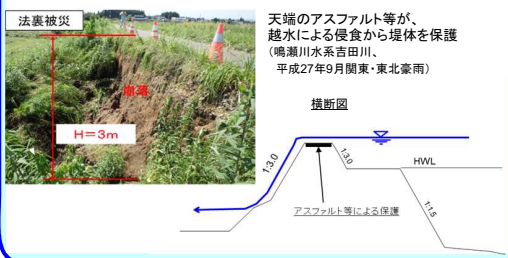 法裏被災
崩落
H＝3m
天端のアスファルト等が、
越水による侵食から堤体を保護
（鳴瀬川水系吉田川、
平成27年9月関東・東北豪雨）
横断図
1:3.0
1:3.0
HWL
1:1.5
アスファルト等による保護